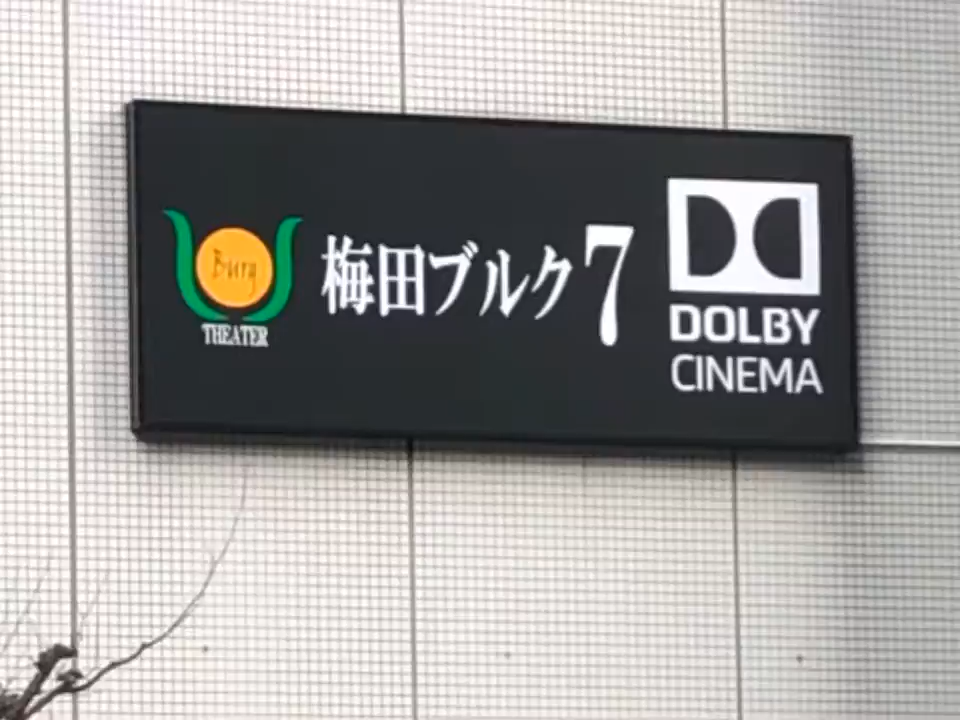 Burg
THEATER
梅田ブルク7
DOLBY
CINEMA